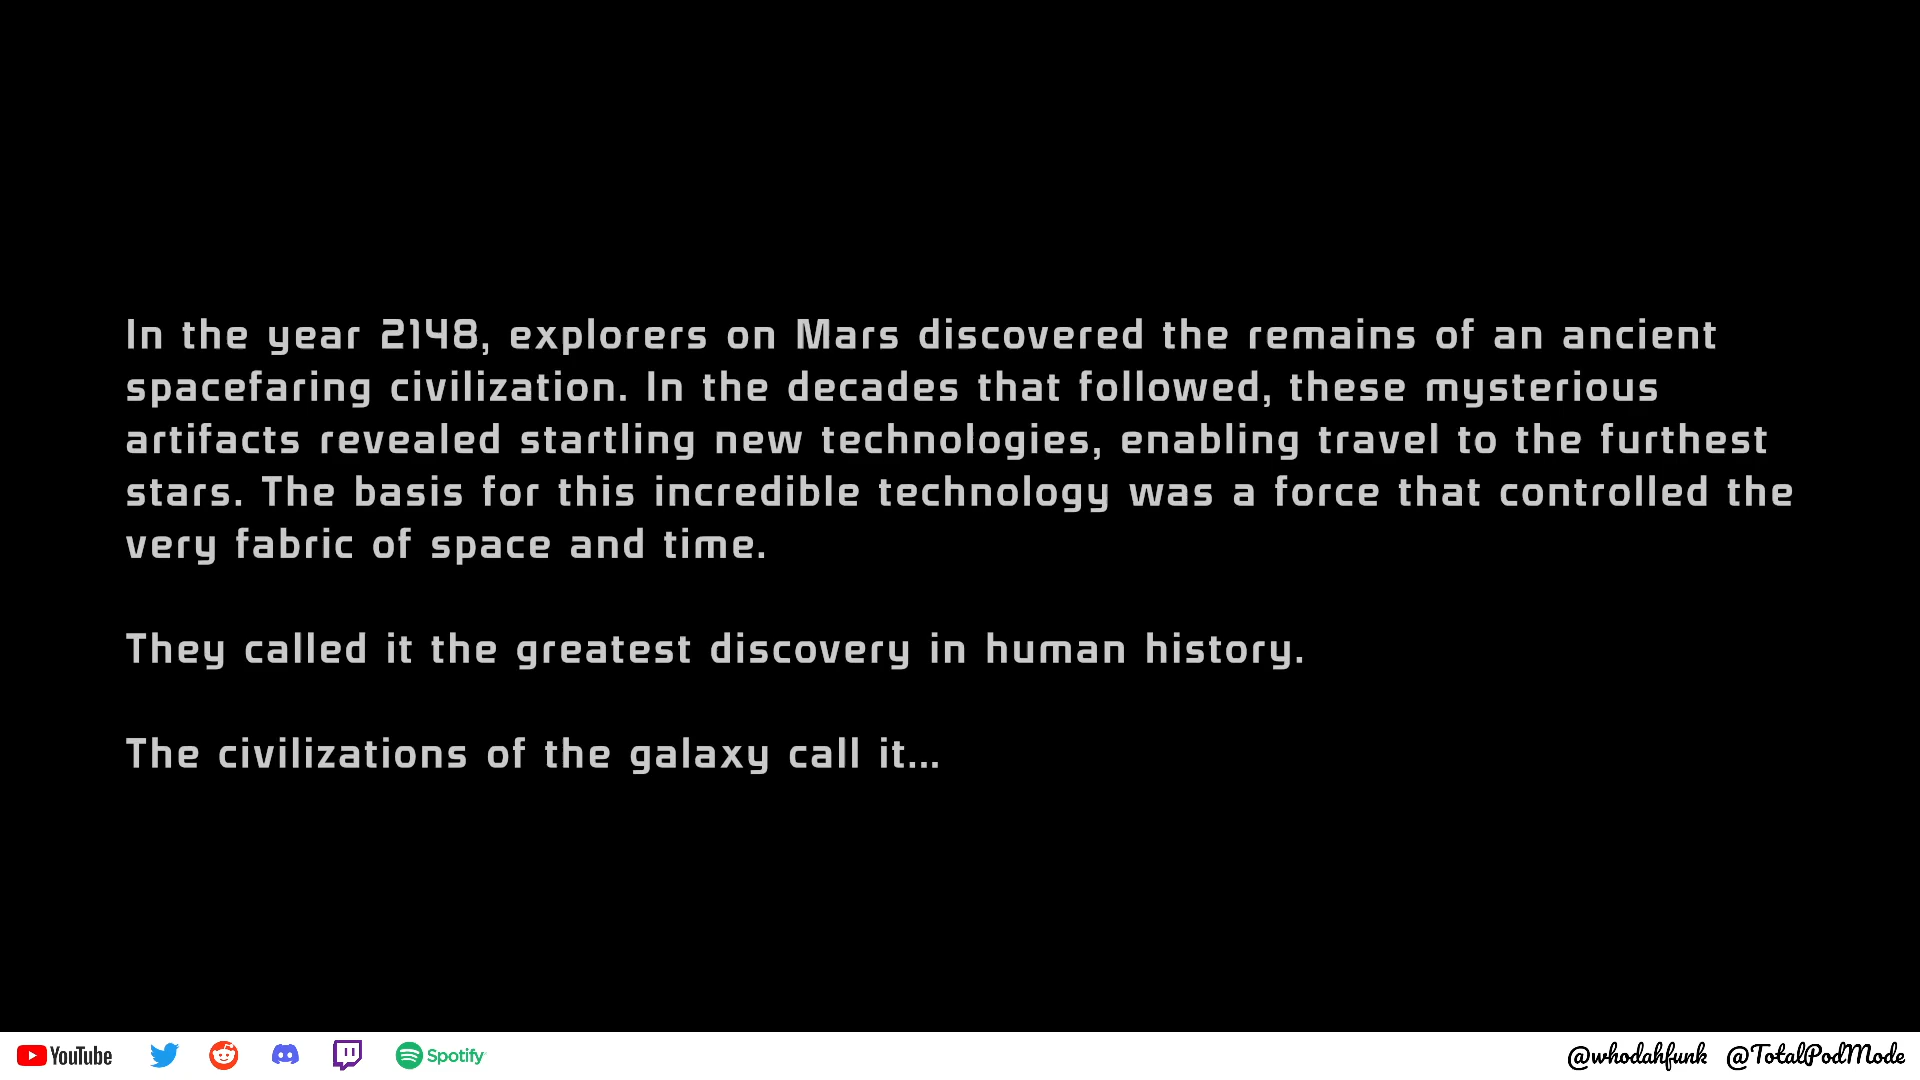 In the year 2148, explorers on Mars discovered the remains of an ancient
spacefaring civilization. In the decades that followed, these mysterious
artifacts revealed startling new technologies, enabling travel to the furthest
stars. The basis for this incredible technology was a force that controlled the
very fabric of space and time.
They called it the greatest discovery in human history.
The civilizations of the galaxy call it...
YouTube Spotify @whodahfunk @TotalPodMode